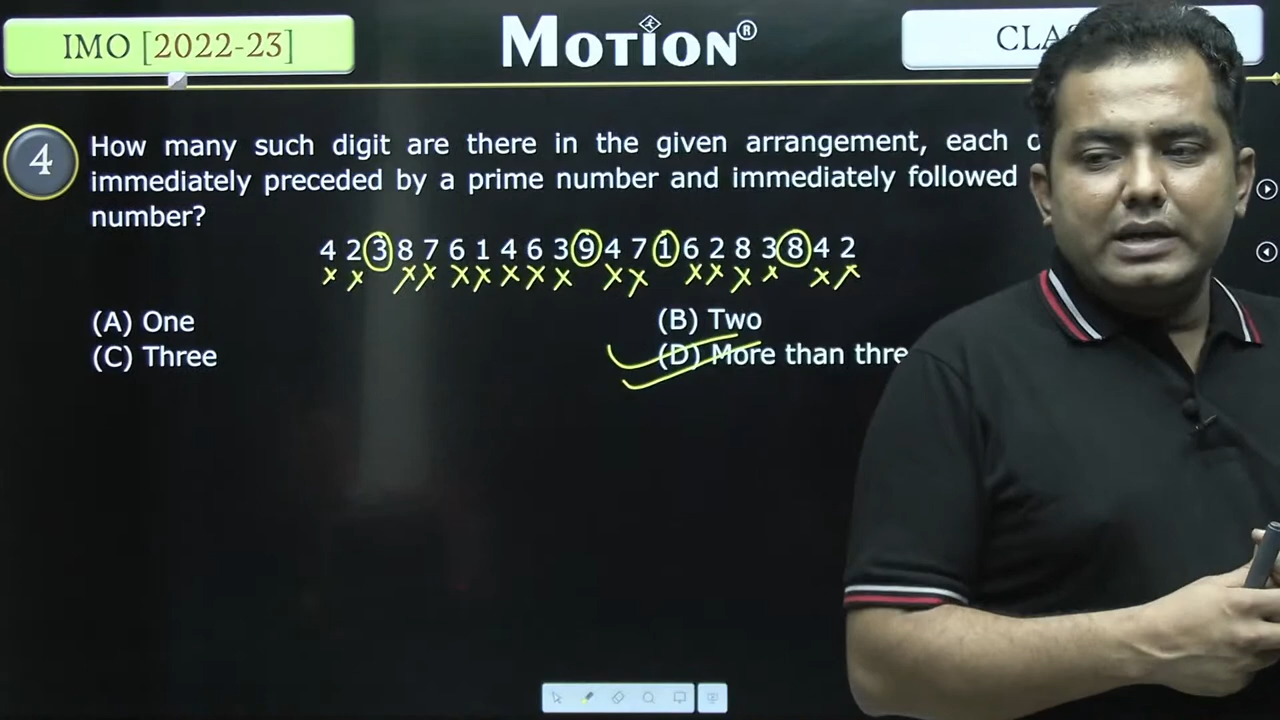 IMO [2022-23]
MOTION®
CLAS
4
How many such digit are there in the given arrangement, each o
immediately preceded by a prime number and immediately followed
number?
4 2 3 8 7 6 1 4 6 3 9 4 7 1 6 2 8 3 8 4 2
(A) One
(B) Two
(C) Three
(D) More than thre